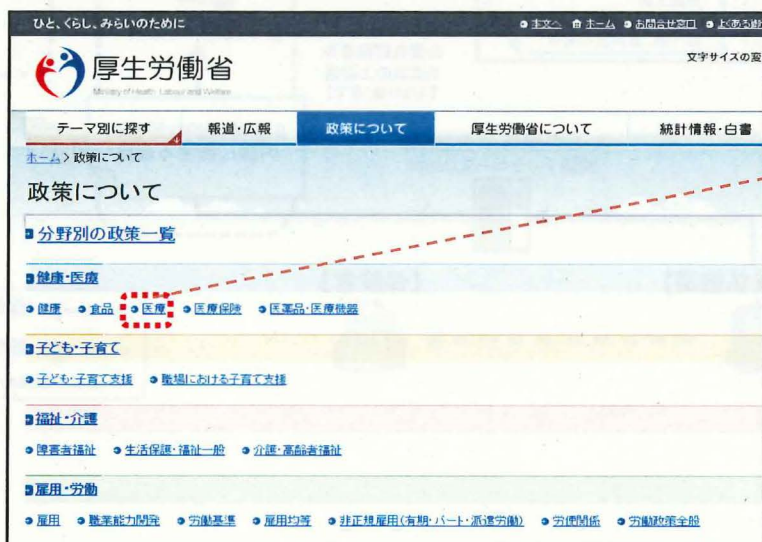 ひと、くらし、みらいのために
本文へ ホーム お問合せ窓口 よくある
厚生労働省
Ministry of Health, Labour and Welfare
文字サイズの変
テーマ別に探す 報道・広報 政策について 厚生労働省について 統計情報・白書
ホーム > 政策について
政策について
分野別の政策一覧
健康・医療
健康 食品 医療 医療保険 医薬品・医療機器
子ども・子育て
子ども・子育て支援 職場における子育て支援
福祉・介護
障害者福祉 生活保護・福祉一般 介護・高齢者福祉
雇用・労働
雇用 職業能力開発 労働基準 雇用均等 非正規雇用(有期・パート・派遣労働) 労使関係 労働政策全般